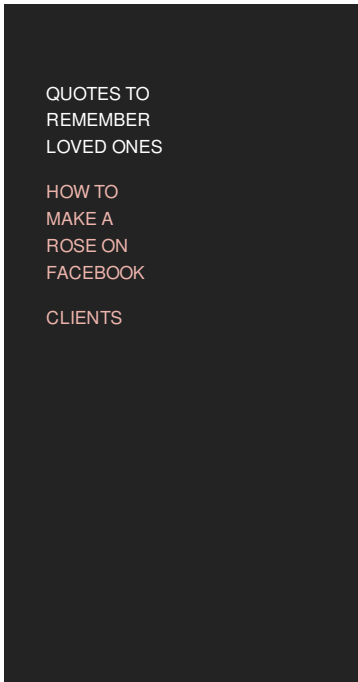 QUOTES TO
REMEMBER
LOVED ONES
HOW TO
MAKE A
ROSE ON
FACEBOOK
CLIENTS